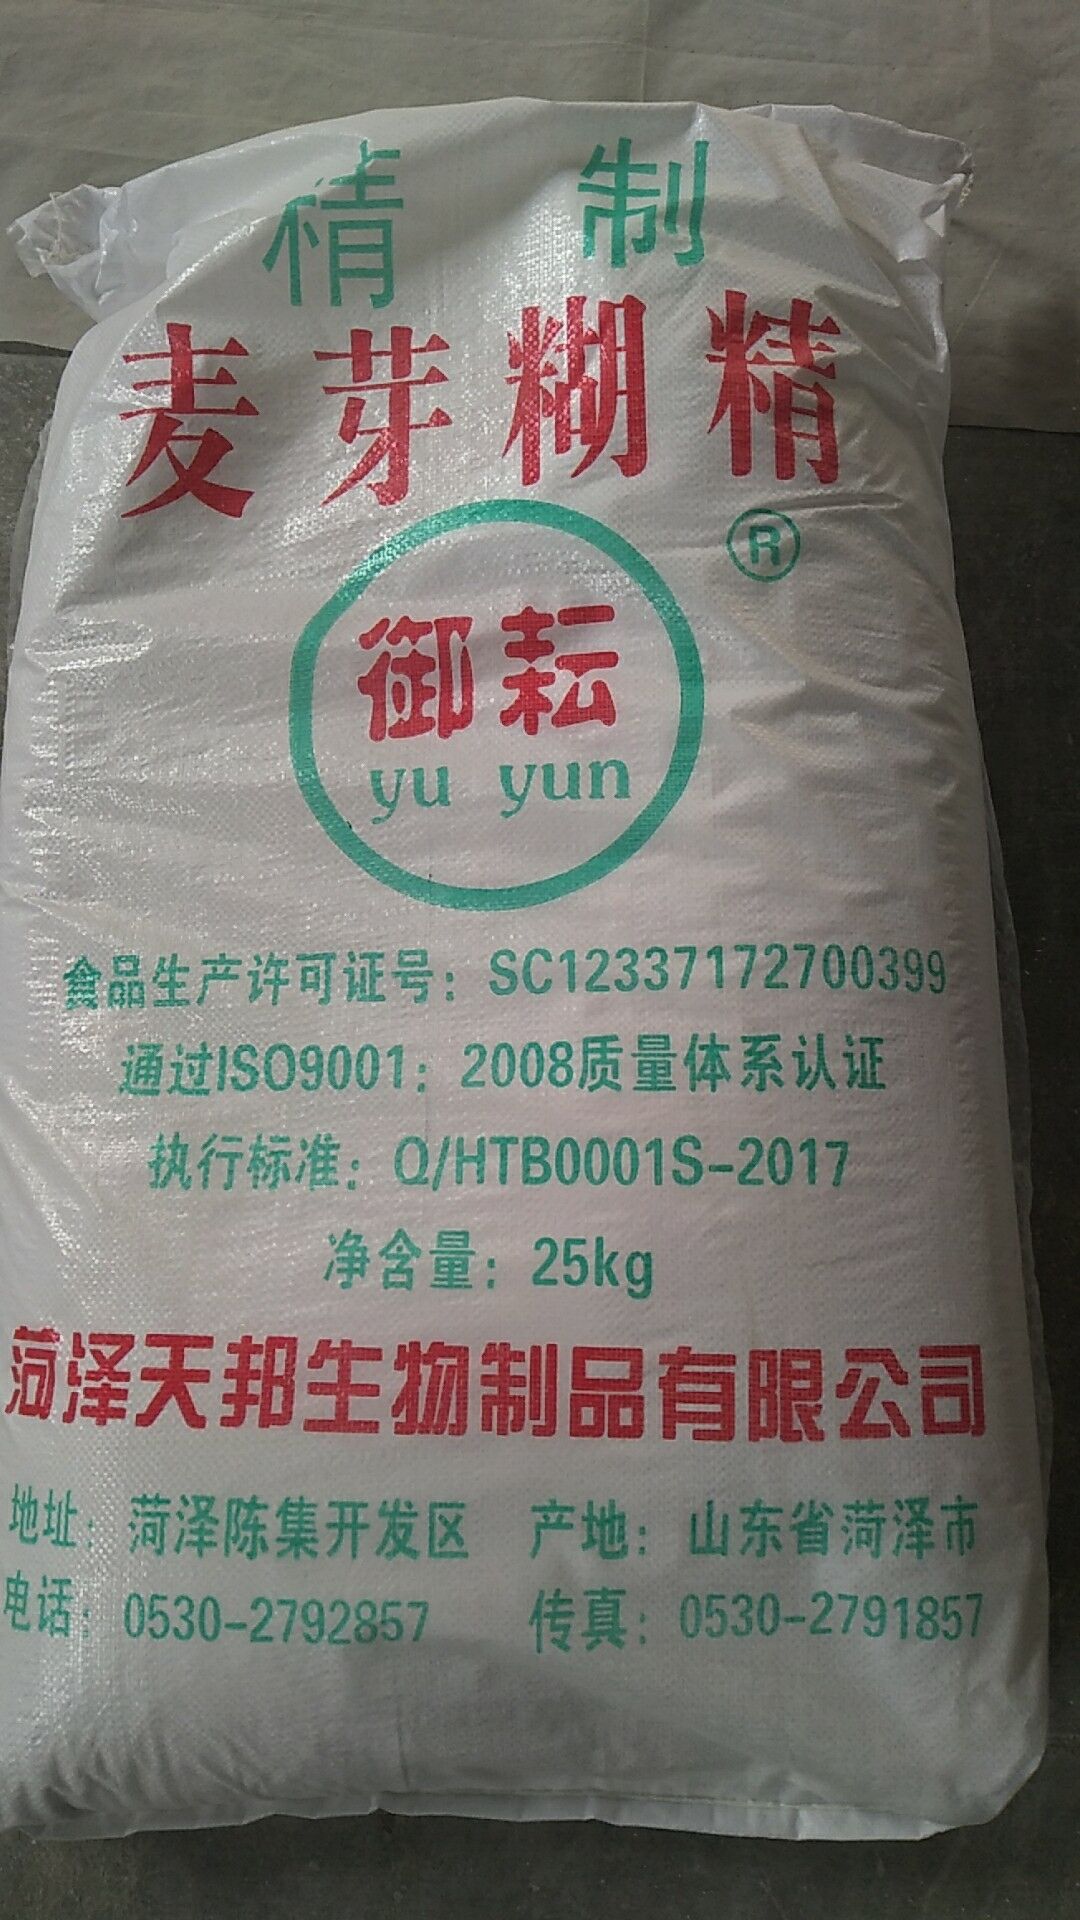 精制
麦芽糊精
®
御耘
yu yun
食品生产许可证号：SC12337172700399
通过ISO9001：2008质量体系认证
执行标准：Q/HTB0001S-2017
净含量：25kg
菏泽天邦生物制品有限公司
地址：菏泽陈集开发区 产地：山东省菏泽市
电话：0530-2792857 传真：0530-2791857